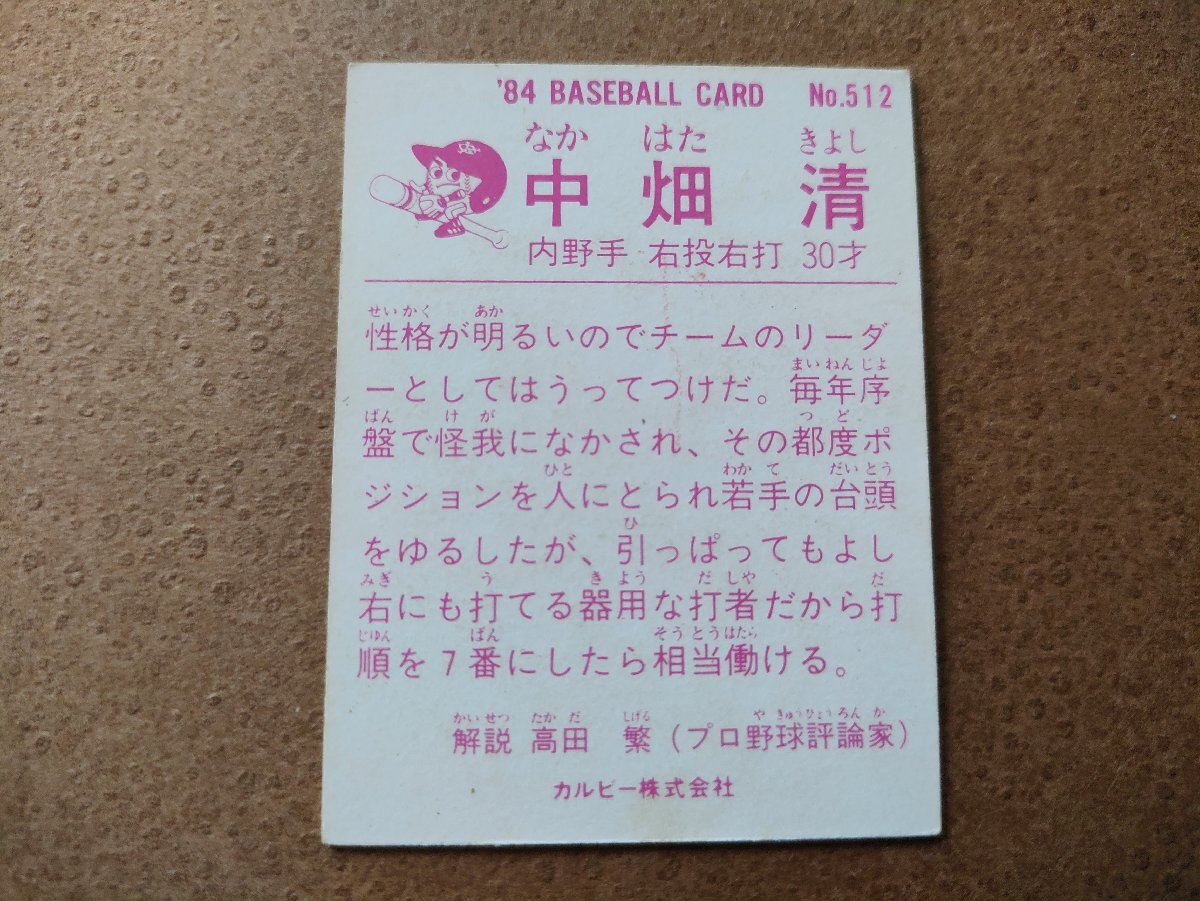 '84 BASEBALL CARD No.512
なか はた きよし
中畑 清
内野手 右投右打 30才
せいかく あか
性格が明るいのでチームのリーダ
まいねんじよ
ーとしてはうってつけだ。毎年序
ばん けが つど
盤で怪我になかされ、その都度ポ
ひと わかて だいとう
ジションを人にとられ若手の台頭
ひ
をゆるしたが、引っぱってもよし
みぎ う きよう だしや だ
右にも打てる器用な打者だから打
じゆん ばん そうとうはたら
順を7番にしたら相当働ける。
かいせつ たかだ しげる やきゅうひょうろんか
解説 高田 繁(プロ野球評論家)
カルビー株式会社